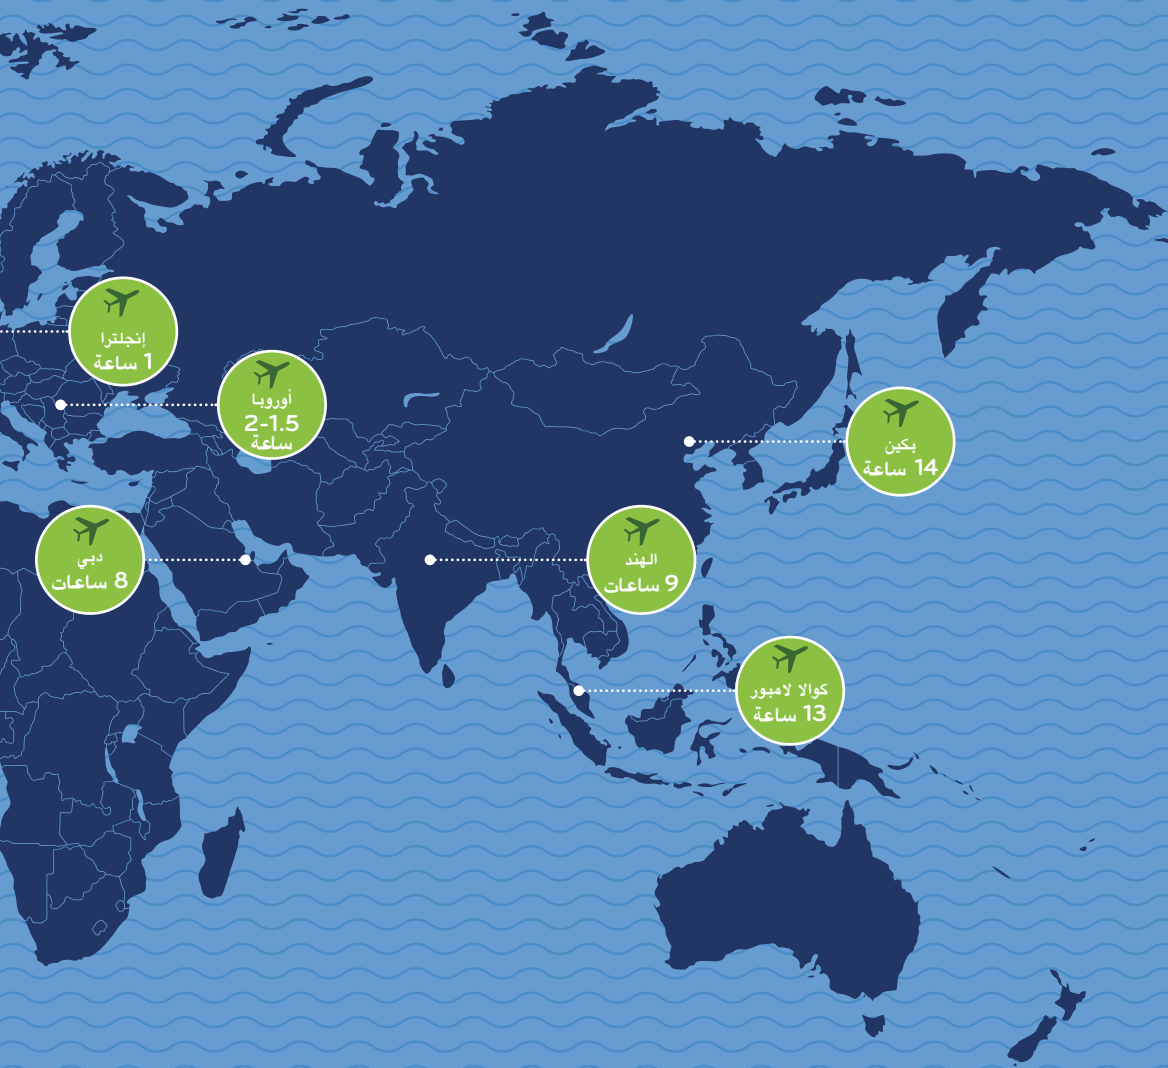 إنجلترا
1 ساعة
أوروبا
2-1.5
ساعة
بكين
14 ساعة
دبي
8 ساعات
الهند
9 ساعات
كوالا لامبور
13 ساعة